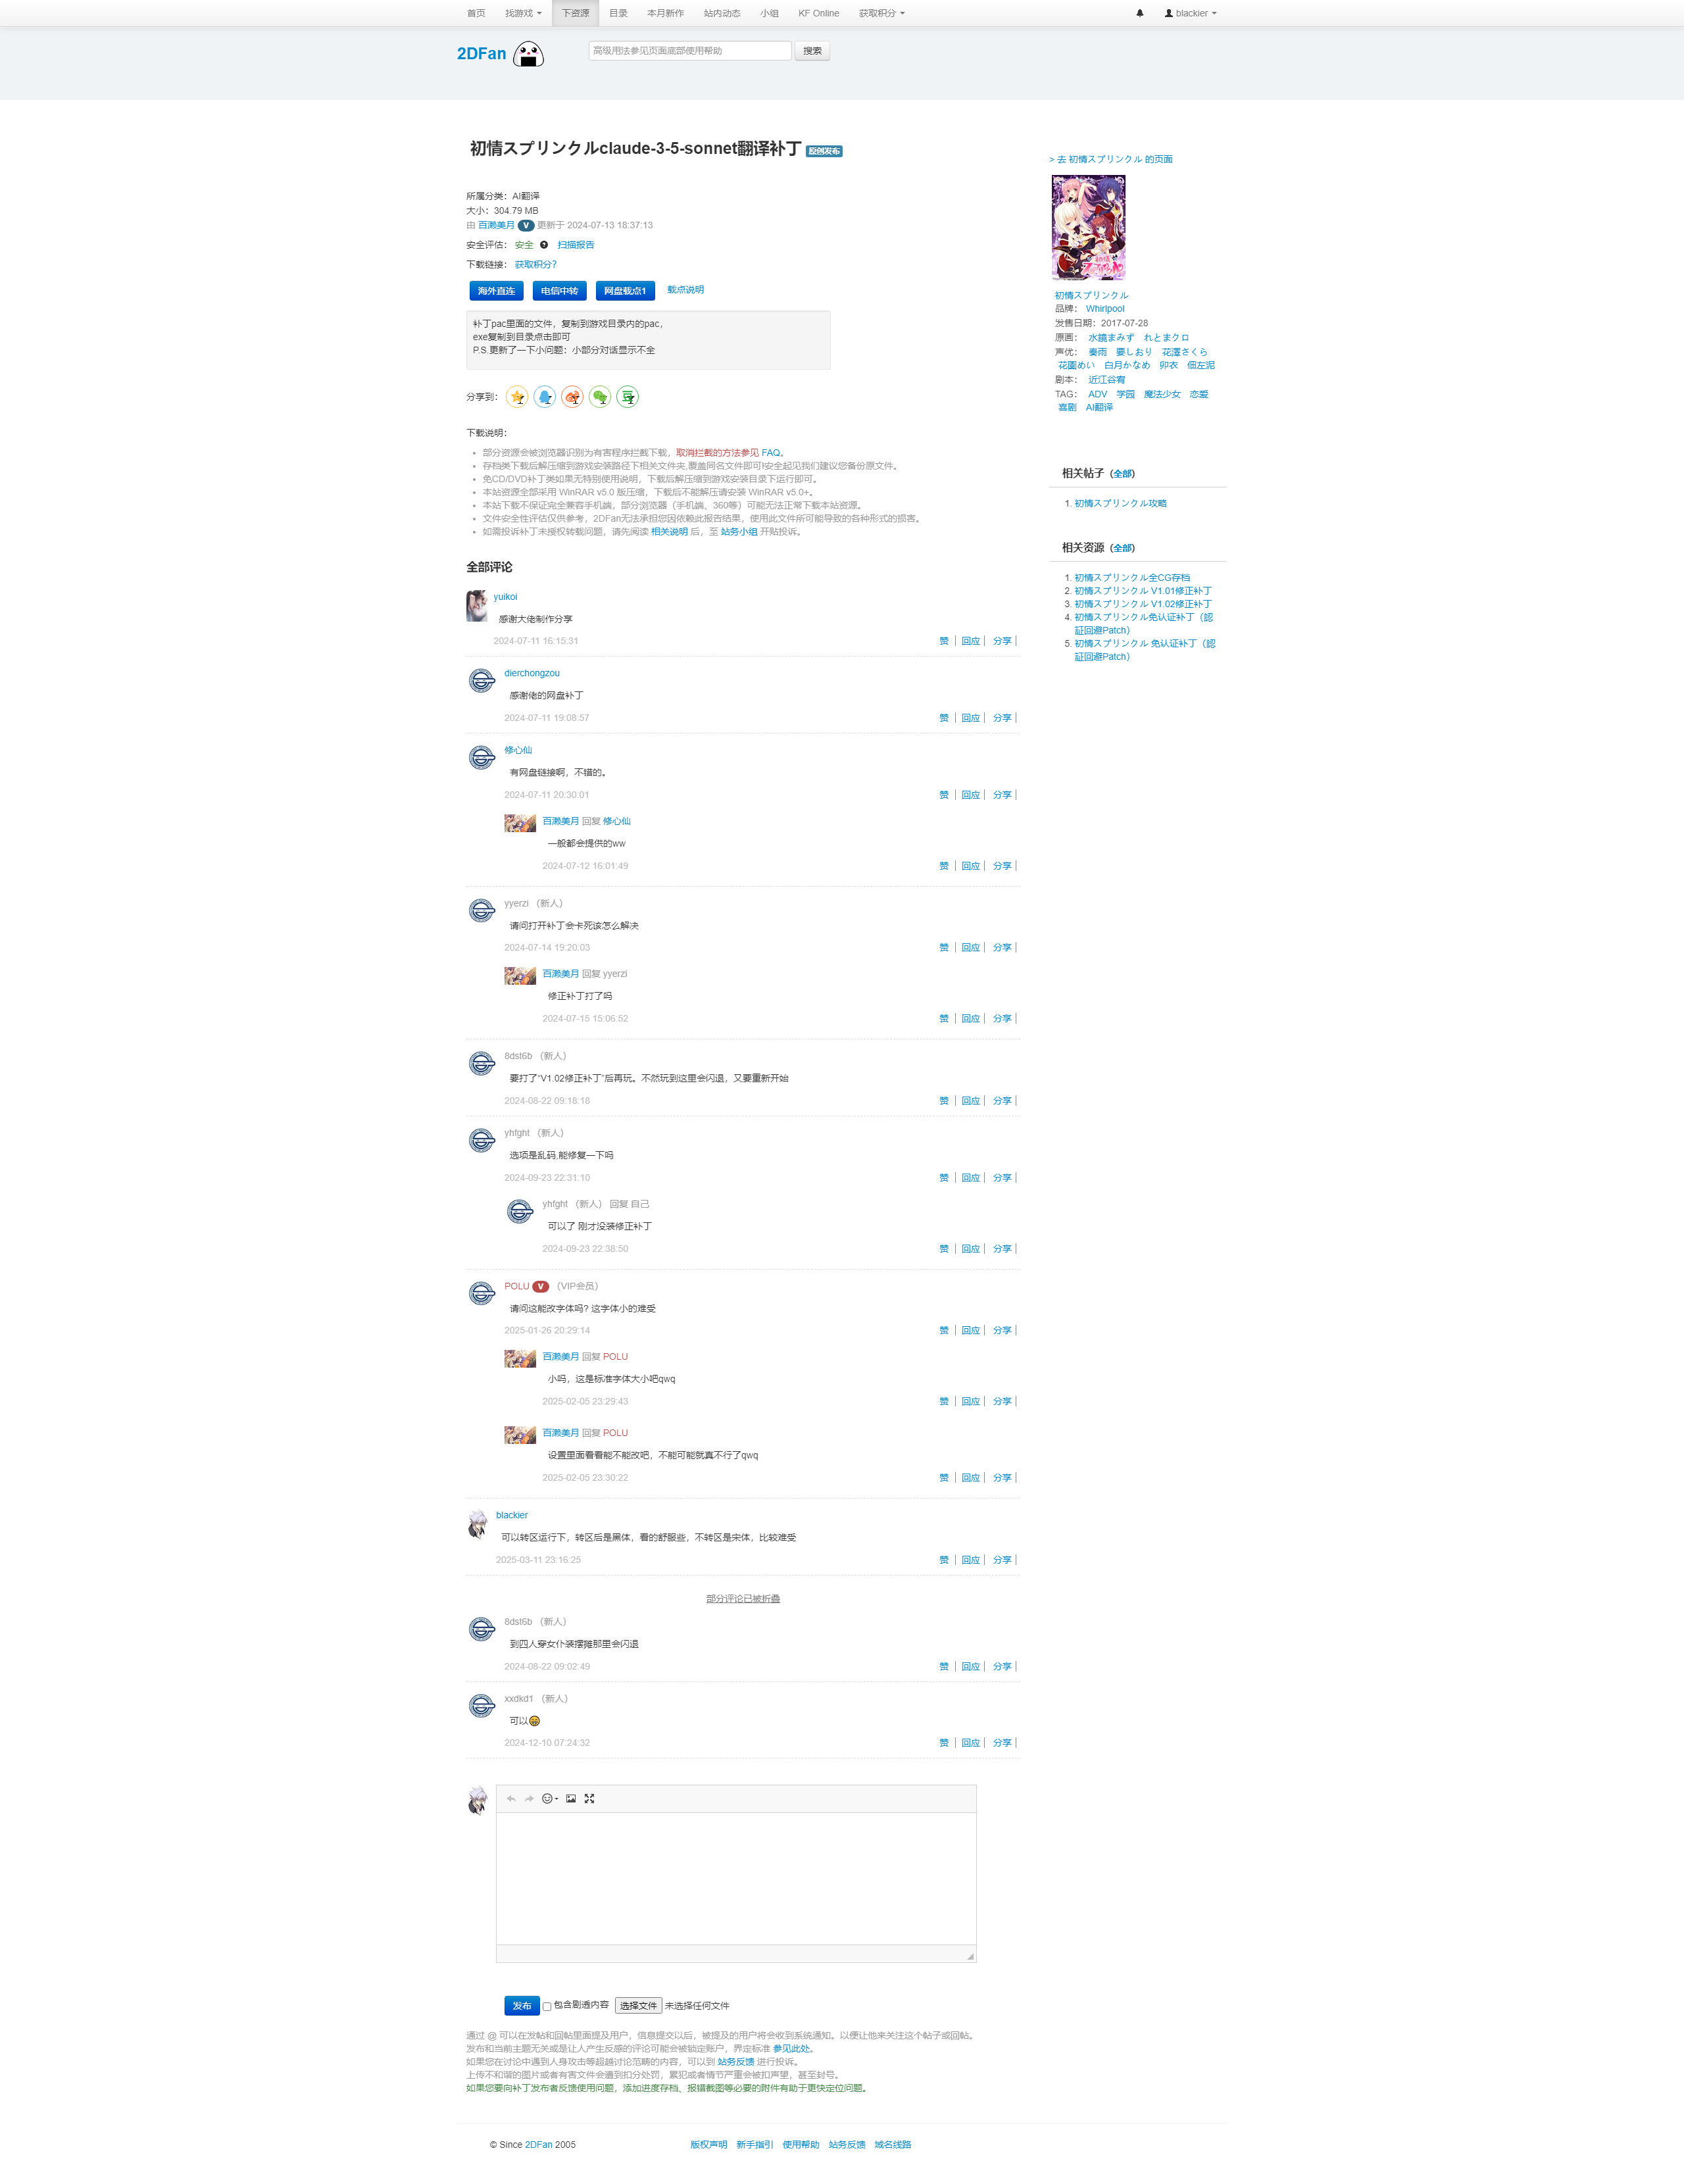 首页 找游戏 下资源 目录 本月新作 站内动态 小组 KF Online 获取积分 blackier
2DFan 高级用法参见页面底部使用帮助 搜索
初情スプリンクルclaude-3-5-sonnet翻译补丁 原创发布
所属分类：AI翻译
大小：304.79 MB
由 百濑美月 V 更新于 2024-07-13 18:37:13
安全评估： 安全 扫描报告
下载链接： 获取积分?
海外直连 电信中转 网盘载点1 载点说明
补丁pac里面的文件，复制到游戏目录内的pac，
exe复制到目录点击即可
P.S.更新了一下小问题：小部分对话显示不全
分享到：
下载说明：
部分资源会被浏览器识别为有害程序拦截下载，取消拦截的方法参见 FAQ。
存档类下载后解压缩到游戏安装路径下相关文件夹,覆盖同名文件即可!安全起见我们建议您备份原文件。
免CD/DVD补丁类如果无特别使用说明，下载后解压缩到游戏安装目录下运行即可。
本站资源全部采用 WinRAR v5.0 版压缩，下载后不能解压请安装 WinRAR v5.0+。
本站下载不保证完全兼容手机端，部分浏览器（手机端、360等）可能无法正常下载本站资源。
文件安全性评估仅供参考，2DFan无法承担您因依赖此报告结果，使用此文件所可能导致的各种形式的损害。
如需投诉补丁未授权转载问题，请先阅读 相关说明 后，至 站务小组 开贴投诉。
全部评论
yuikoi
感谢大佬制作分享
2024-07-11 16:15:31 赞 | 回应 | 分享 |
dierchongzou
感谢佬的网盘补丁
2024-07-11 19:08:57 赞 | 回应 | 分享 |
修心仙
有网盘链接啊，不错的。
2024-07-11 20:30:01 赞 | 回应 | 分享 |
百濑美月 回复 修心仙
一般都会提供的ww
2024-07-12 16:01:49 赞 | 回应 | 分享 |
yyerzi （新人）
请问打开补丁会卡死该怎么解决
2024-07-14 19:20:03 赞 | 回应 | 分享 |
百濑美月 回复 yyerzi
修正补丁打了吗
2024-07-15 15:06:52 赞 | 回应 | 分享 |
8dst6b （新人）
要打了“V1.02修正补丁”后再玩。不然玩到这里会闪退，又要重新开始
2024-08-22 09:18:18 赞 | 回应 | 分享 |
yhfght （新人）
选项是乱码,能修复一下吗
2024-09-23 22:31:10 赞 | 回应 | 分享 |
yhfght （新人） 回复 自己
可以了 刚才没装修正补丁
2024-09-23 22:38:50 赞 | 回应 | 分享 |
POLU V （VIP会员）
请问这能改字体吗? 这字体小的难受
2025-01-26 20:29:14 赞 | 回应 | 分享 |
百濑美月 回复 POLU
小吗，这是标准字体大小吧qwq
2025-02-05 23:29:43 赞 | 回应 | 分享 |
百濑美月 回复 POLU
设置里面看看能不能改吧，不能可能就真不行了qwq
2025-02-05 23:30:22 赞 | 回应 | 分享 |
blackier
可以转区运行下，转区后是黑体，看的舒服些，不转区是宋体，比较难受
2025-03-11 23:16:25 赞 | 回应 | 分享 |
部分评论已被折叠
8dst6b （新人）
到四人穿女仆装摆摊那里会闪退
2024-08-22 09:02:49 赞 | 回应 | 分享 |
xxdkd1 （新人）
可以
2024-12-10 07:24:32 赞 | 回应 | 分享 |
发布 包含剧透内容 选择文件 未选择任何文件
通过 @ 可以在发帖和回帖里面提及用户，信息提交以后，被提及的用户将会收到系统通知。以便让他来关注这个帖子或回帖。
发布和当前主题无关或是让人产生反感的评论可能会被锁定账户，界定标准 参见此处。
如果您在讨论中遇到人身攻击等超越讨论范畴的内容，可以到 站务反馈 进行投诉。
上传不和谐的图片或者有害文件会遭到扣分处罚，累犯或者情节严重会被扣声望，甚至封号。
如果您要向补丁发布者反馈使用问题，添加进度存档、报错截图等必要的附件有助于更快定位问题。
> 去 初情スプリンクル 的页面
初情スプリンクル
品牌： Whirlpool
发售日期：2017-07-28
原画： 水鏡まみず れとまクロ
声优： 秦雨 要しおり 花澤さくら
花園めい 白月かなめ 卯衣 佃左泥
剧本： 近江谷宥
TAG： ADV 学园 魔法少女 恋爱
喜剧 AI翻译
相关帖子（全部）
1. 初情スプリンクル攻略
相关资源（全部）
1. 初情スプリンクル全CG存档
2. 初情スプリンクル V1.01修正补丁
3. 初情スプリンクル V1.02修正补丁
4. 初情スプリンクル免认证补丁（認
証回避Patch）
5. 初情スプリンクル 免认证补丁（認
証回避Patch）
© Since 2DFan 2005 版权声明 新手指引 使用帮助 站务反馈 域名线路